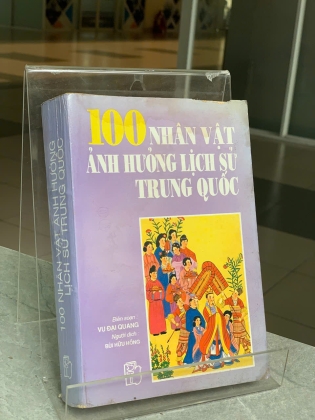 100 NHÂN VẬT
ẢNH HƯỞNG LỊCH SỬ
TRUNG QUỐC
Biên soạn:
VU ĐẠI QUANG
Người dịch:
BÙI HỮU HỒNG
100 NHÂN VẬT ẢNH HƯỞNG
LỊCH SỬ TRUNG QUỐC